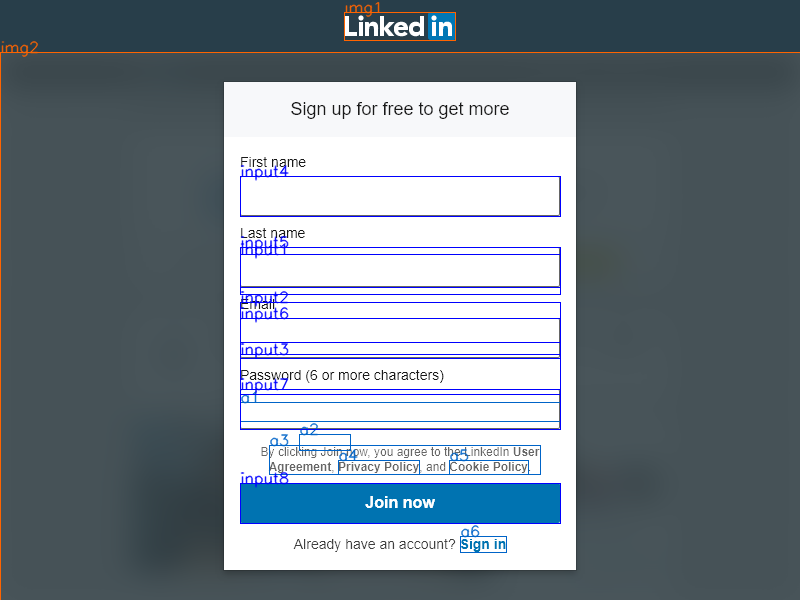 img1
Linked in
img2
Sign up for free to get more
First name
input4
Last name
input5
input1
input2
Email
input6
input3
Password (6 or more characters)
input7
a1
a2
a3
By clicking Join now, you agree to the LinkedIn User
a4
a5
Agreement, Privacy Policy, and Cookie Policy.
input8
Join now
a6
Already have an account? Sign in